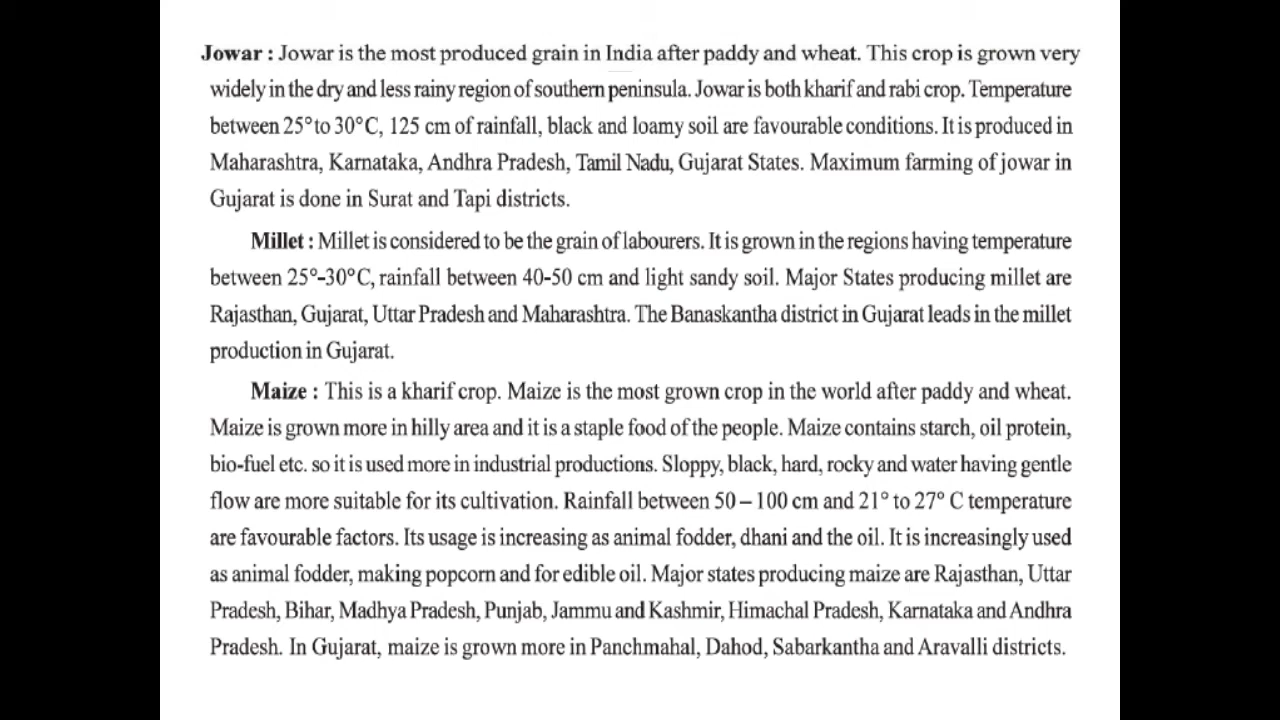 Jowar : Jowar is the most produced grain in India after paddy and wheat. This crop is grown very
widely in the dry and less rainy region of southern peninsula. Jowar is both kharif and rabi crop. Temperature
between 25° to 30°C, 125 cm of rainfall, black and loamy soil are favourable conditions. It is produced in
Maharashtra, Karnataka, Andhra Pradesh, Tamil Nadu, Gujarat States. Maximum farming of jowar in
Gujarat is done in Surat and Tapi districts.
Millet : Millet is considered to be the grain of labourers. It is grown in the regions having temperature
between 25°-30°C, rainfall between 40-50 cm and light sandy soil. Major States producing millet are
Rajasthan, Gujarat, Uttar Pradesh and Maharashtra. The Banaskantha district in Gujarat leads in the millet
production in Gujarat.
Maize : This is a kharif crop. Maize is the most grown crop in the world after paddy and wheat.
Maize is grown more in hilly area and it is a staple food of the people. Maize contains starch, oil protein,
bio-fuel etc. so it is used more in industrial productions. Sloppy, black, hard, rocky and water having gentle
flow are more suitable for its cultivation. Rainfall between 50 – 100 cm and 21° to 27° C temperature
are favourable factors. Its usage is increasing as animal fodder, dhani and the oil. It is increasingly used
as animal fodder, making popcorn and for edible oil. Major states producing maize are Rajasthan, Uttar
Pradesh, Bihar, Madhya Pradesh, Punjab, Jammu and Kashmir, Himachal Pradesh, Karnataka and Andhra
Pradesh. In Gujarat, maize is grown more in Panchmahal, Dahod, Sabarkantha and Aravalli districts.